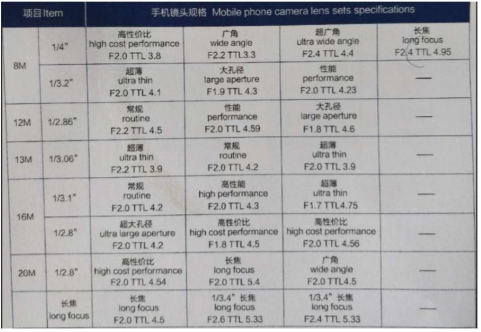 项目Item 手机镜头规格 Mobile phone camera lens sets specifications
8M
1/4"
高性价比
high cost performance
F2.0 TTL 3.8
广角
wide angle
F2.2 TTL3.3
超广角
ultra wide angle
F2.4 TTL 4.4
长焦
long focus
F2.4 TTL 4.95
1/3.2"
超薄
ultra thin
F2.0 TTL 4.1
大孔径
large aperture
F1.9 TTL 4.3
性能
performance
F2.0 TTL 4.23
—
12M
1/2.86"
常规
routine
F2.2 TTL 4.5
性能
performance
F2.0 TTL 4.59
大孔径
large aperture
F1.8 TTL 4.6
—
13M
1/3.06"
超薄
ultra thin
F2.2 TTL 3.9
常规
routine
F2.0 TTL 4.2
超薄
ultra thin
F2.0 TTL 3.9
—
16M
1/3.1"
常规
routine
F2.0 TTL 4.2
高性能
high performance
F2.0 TTL 4.3
超薄
ultra thin
F1.7 TTL4.75
—
1/2.8"
超大孔径
ultra large aperture
F2.0 TTL 4.2
高性价比
high cost performance
F1.8 TTL 4.5
高性价比
high cost performance
F2.0 TTL 4.56
—
20M
1/2.8"
高性价比
high cost performance
F2.0 TTL 4.54
长焦
long focus
F2.0 TTL 5.4
广角
wide angle
F2.0 TTL4.5
—
长焦
long focus
长焦
long focus
F2.0 TTL 4.5
1/3.4" 长焦
long focus
F2.6 TTL 5.33
1/3.4" 长焦
long focus
F2.4 TTL 5.33
—